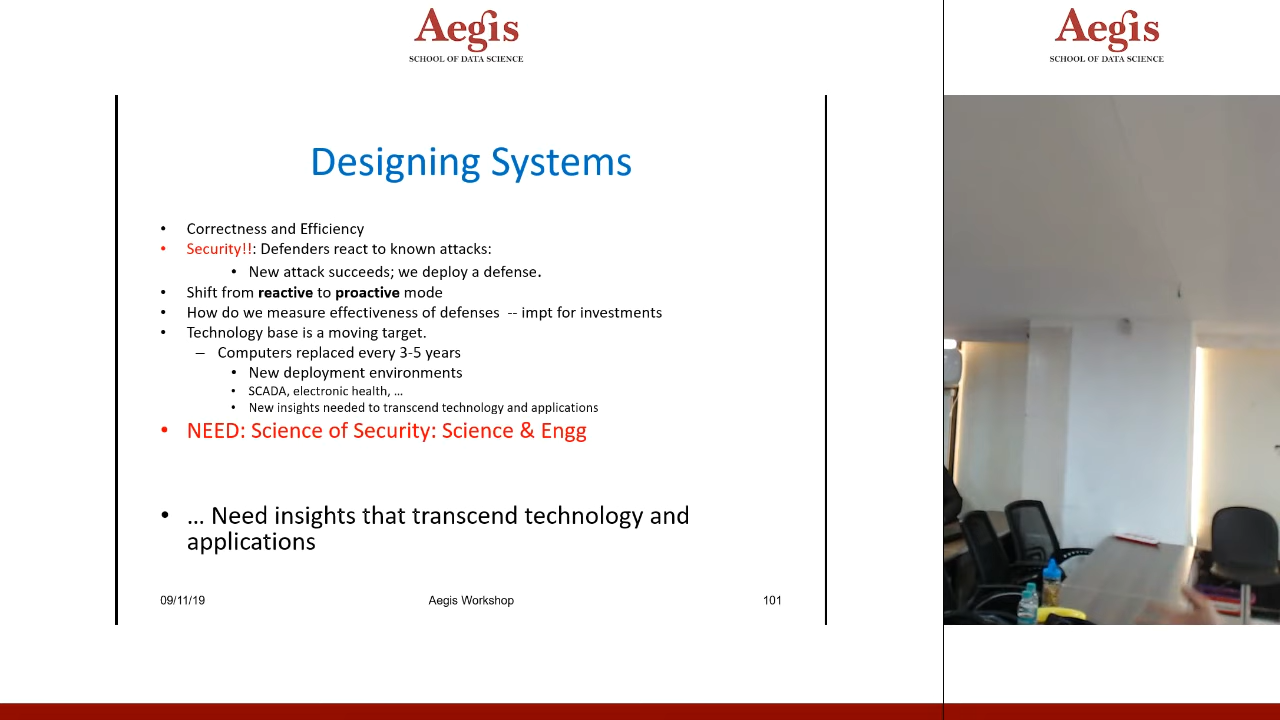 Aegis
SCHOOL OF DATA SCIENCE
Aegis
SCHOOL OF DATA SCIENCE
Designing Systems
• Correctness and Efficiency
• Security!!: Defenders react to known attacks:
• New attack succeeds; we deploy a defense.
• Shift from reactive to proactive mode
• How do we measure effectiveness of defenses -- impt for investments
• Technology base is a moving target.
– Computers replaced every 3-5 years
• New deployment environments
• SCADA, electronic health, ...
• New insights needed to transcend technology and applications
• NEED: Science of Security: Science & Engg
• ... Need insights that transcend technology and
applications
09/11/19
Aegis Workshop
101